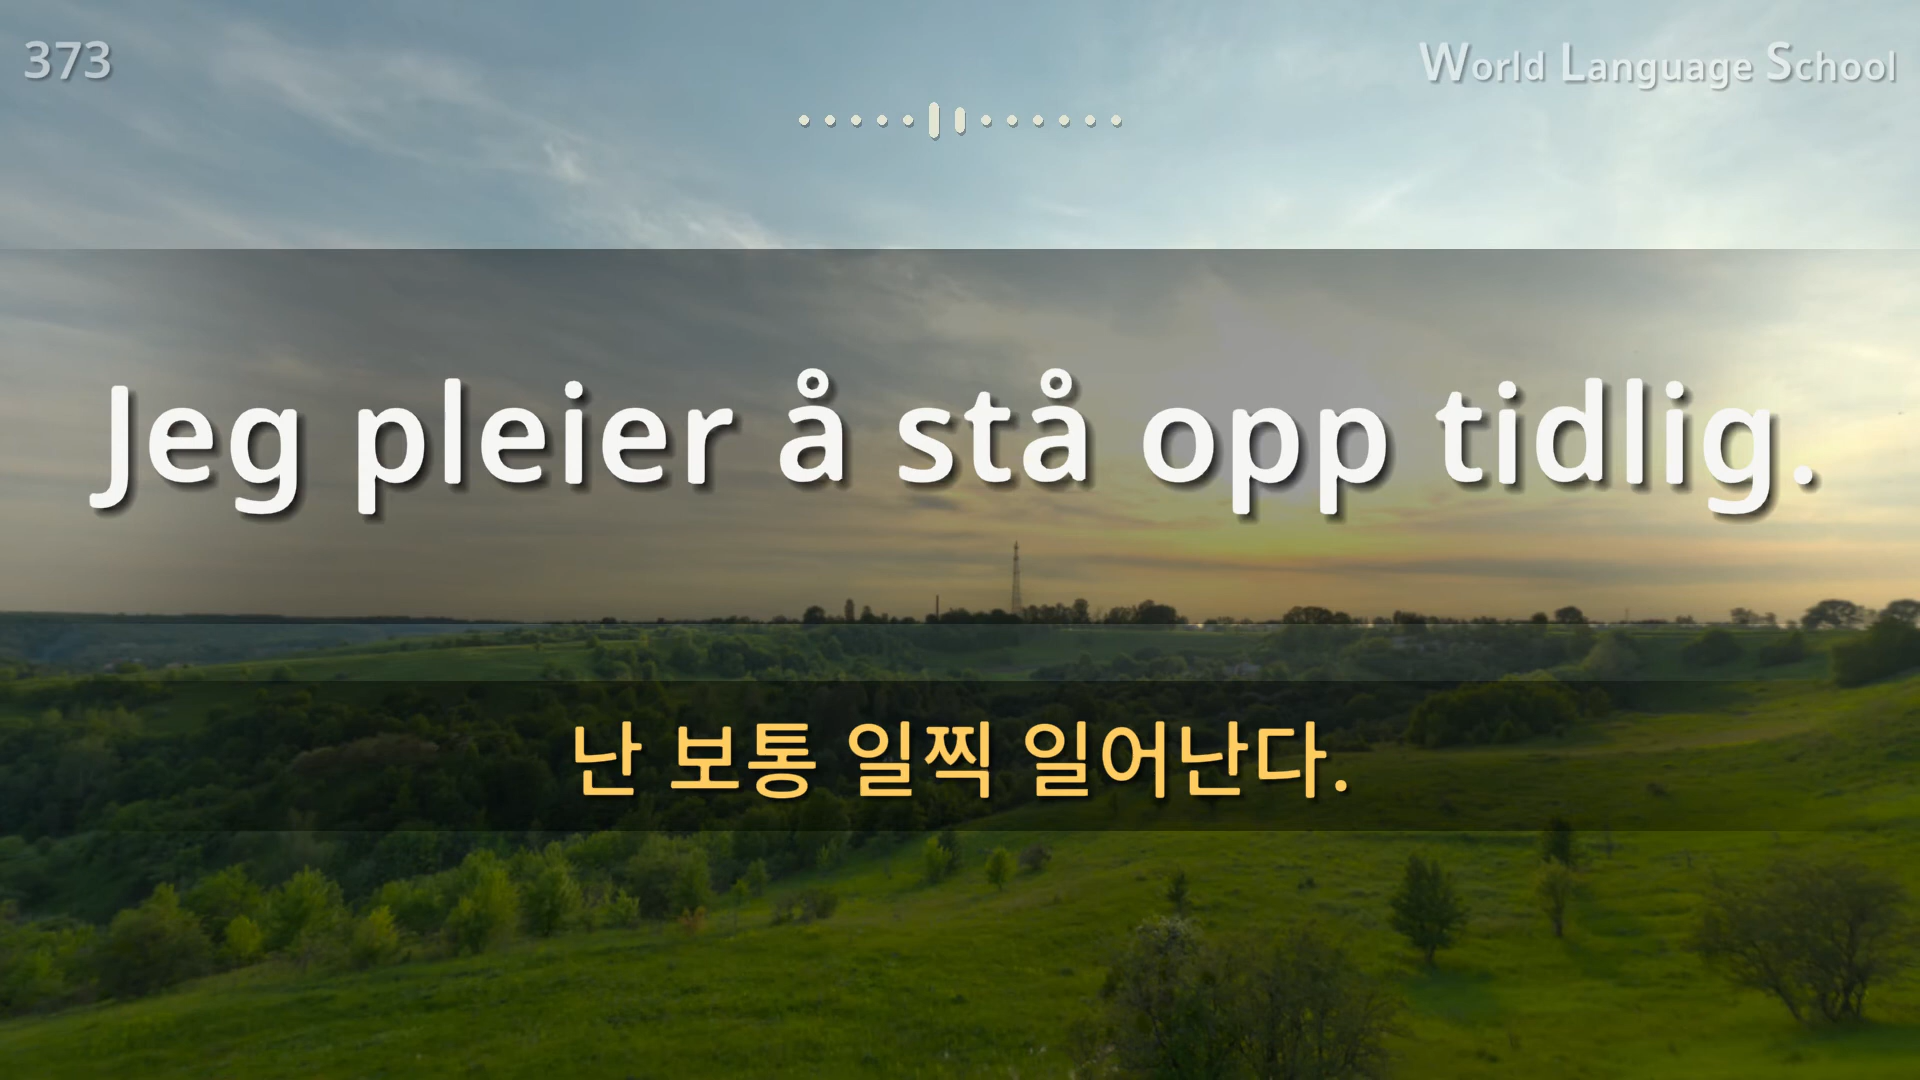 373
World Language School
Jeg pleier å stå opp tidlig.
난 보통 일찍 일어난다.